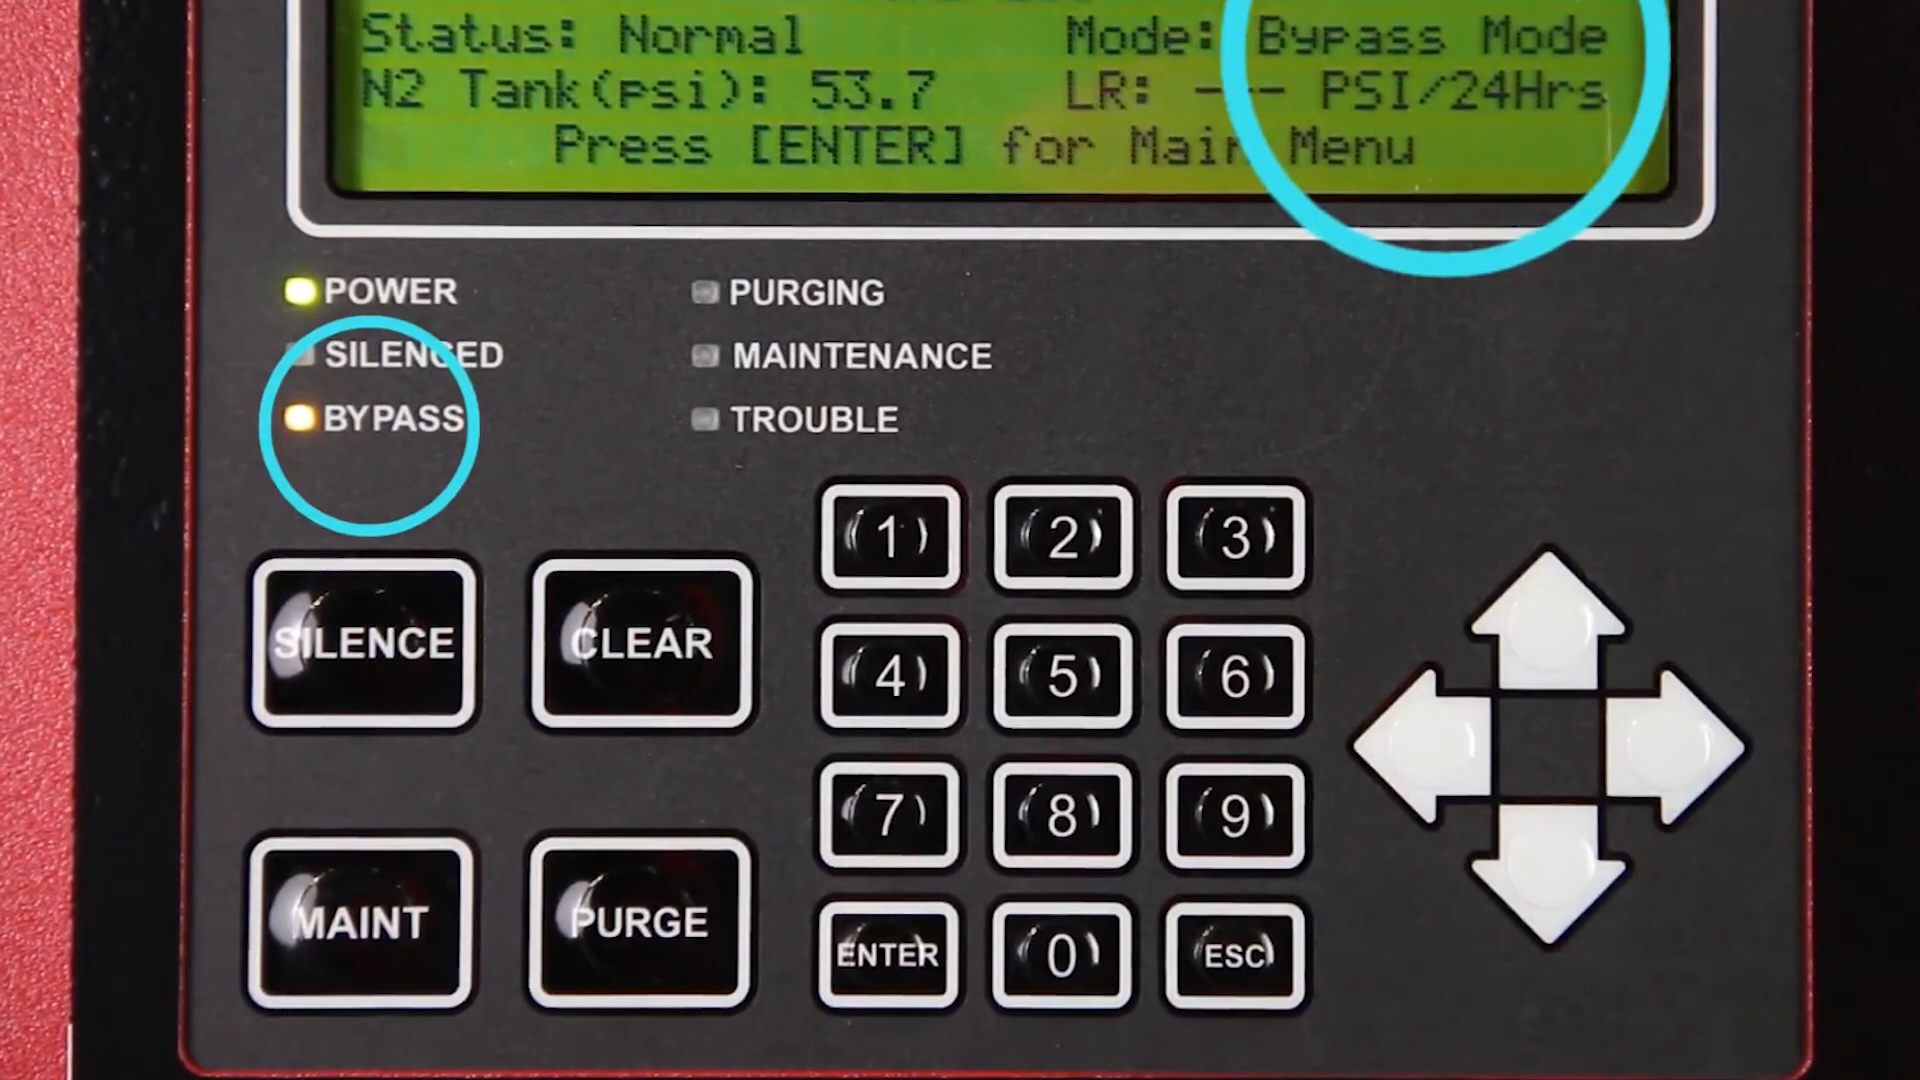 Status: Normal Mode: Bypass Mode
N2 Tank(psi): 53.7 LR: --- PSI/24Hrs
Press [ENTER] for Main Menu
POWER PURGING
SILENCED MAINTENANCE
BYPASS TROUBLE
1 2 3
SILENCE CLEAR 4 5 6
7 8 9
MAINT PURGE
ENTER 0 ESC